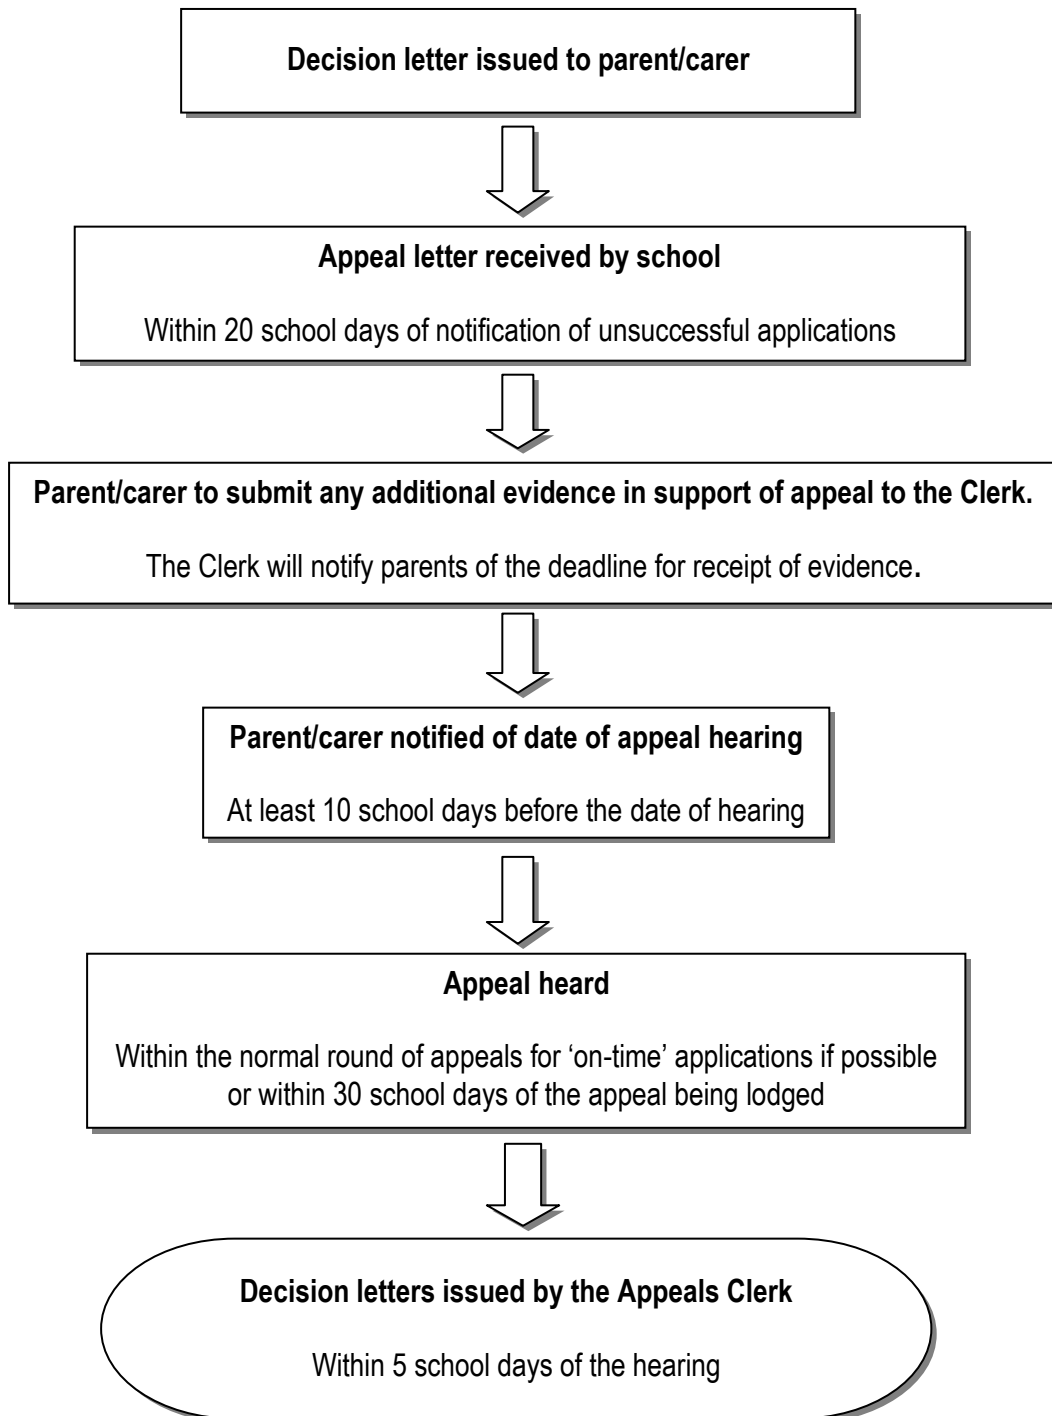 Decision letter issued to parent/carer
Appeal letter received by school
Within 20 school days of notification of unsuccessful applications
Parent/carer to submit any additional evidence in support of appeal to the Clerk.
The Clerk will notify parents of the deadline for receipt of evidence.
Parent/carer notified of date of appeal hearing
At least 10 school days before the date of hearing
Appeal heard
Within the normal round of appeals for ‘on-time’ applications if possible
or within 30 school days of the appeal being lodged
Decision letters issued by the Appeals Clerk
Within 5 school days of the hearing